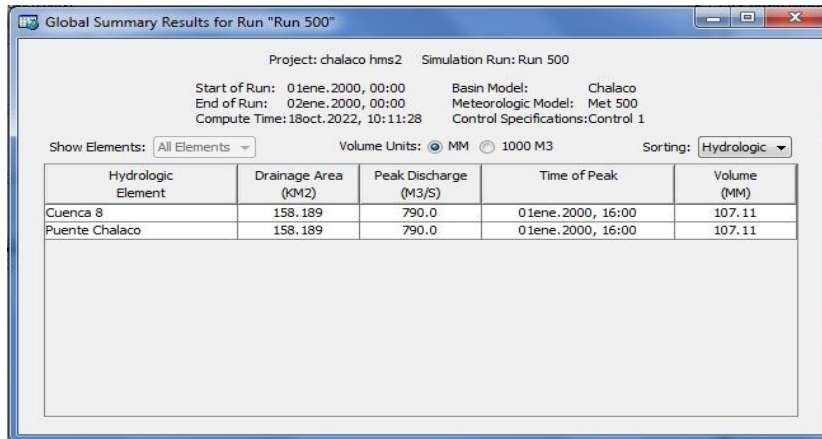 Global Summary Results for Run "Run 500"
Project: chalaco hms2 Simulation Run: Run 500
Start of Run: 01ene.2000, 00:00 Basin Model: Chalaco
End of Run: 02ene.2000, 00:00 Meteorologic Model: Met 500
Compute Time:18oct.2022, 10:11:28 Control Specifications:Control 1
Show Elements: All Elements Volume Units: MM 1000 M3 Sorting: Hydrologic
Hydrologic Drainage Area Peak Discharge Time of Peak Volume
Element (KM2) (M3/S) (MM)
Cuenca 8 158.189 790.0 01ene.2000, 16:00 107.11
Puente Chalaco 158.189 790.0 01ene.2000, 16:00 107.11